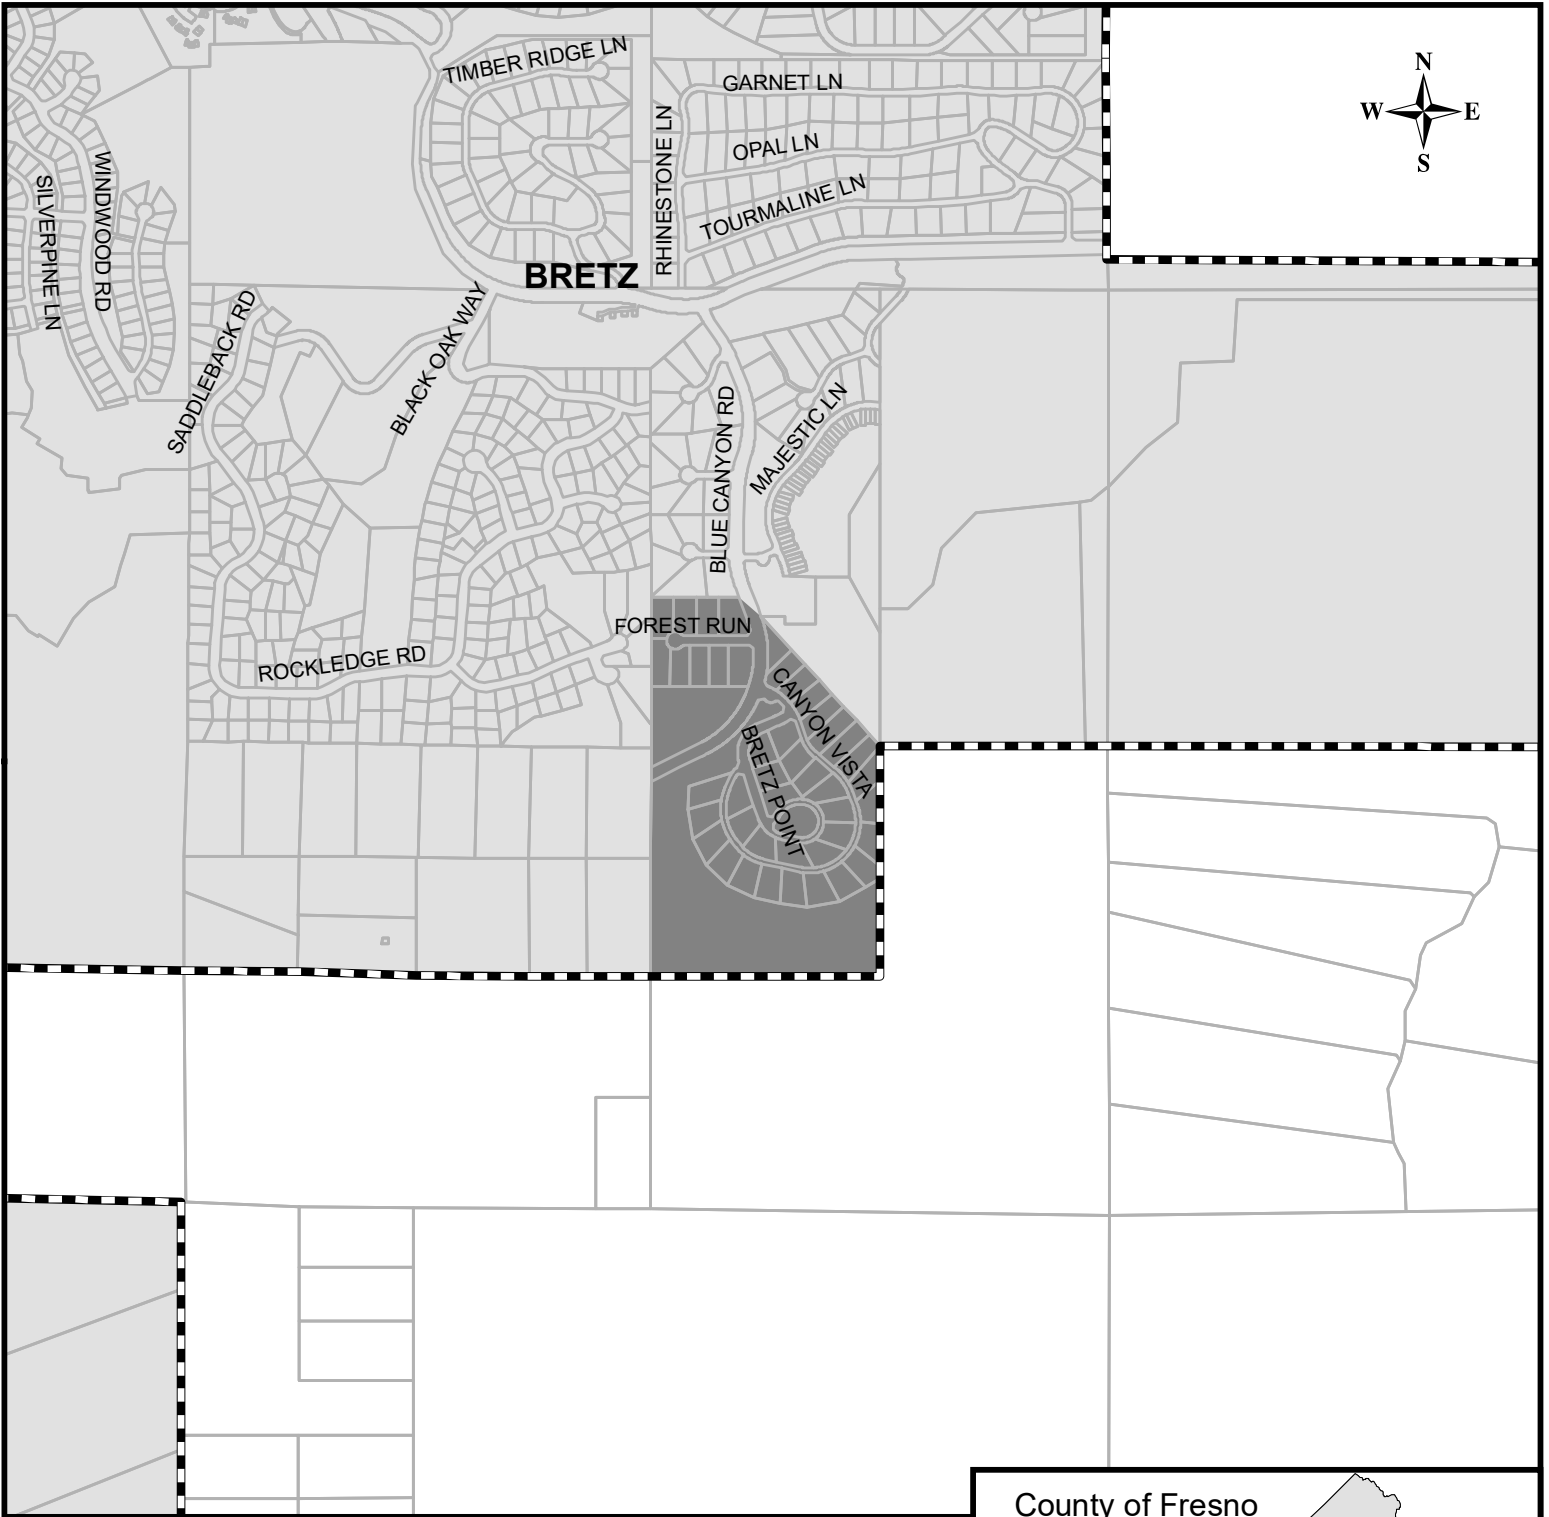 TIMBER RIDGE LN
GARNET LN
N
W
E
S
RHINESTONE LN
OPAL LN
TOURMALINE LN
WINDWOOD RD
SILVERPINE LN
BRETZ
SADDLEBACK RD
BLACK OAK WAY
BLUE CANYON RD
MAJESTIC LN
FOREST RUN
ROCKLEDGE RD
CANYON VISTA
BRETZ POINT
County of Fresno